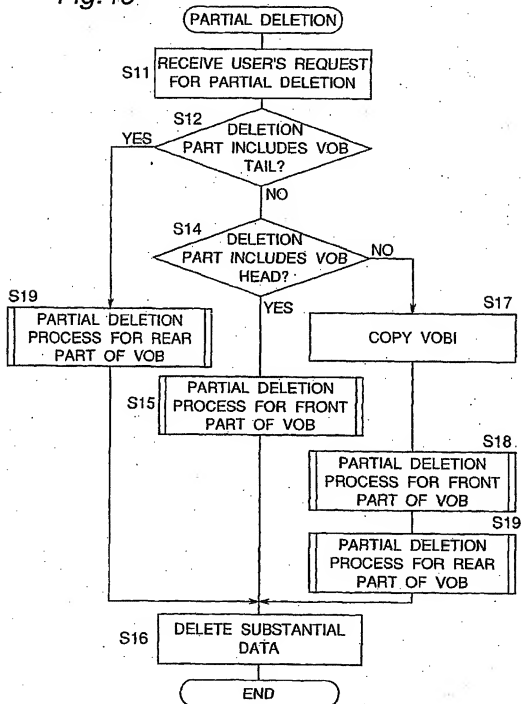 PARTIAL DELETION
S11
RECEIVE USER'S REQUEST
FOR PARTIAL DELETION
S12
DELETION
PART INCLUDES VOB
TAIL?
YES
NO
S14
DELETION
PART INCLUDES VOB
HEAD?
NO
YES
S19
PARTIAL DELETION
PROCESS FOR REAR
PART OF VOB
S17
COPY VOBI
S15
PARTIAL DELETION
PROCESS FOR FRONT
PART OF VOB
S18
PARTIAL DELETION
PROCESS FOR FRONT
PART OF VOB
S19
PARTIAL DELETION
PROCESS FOR REAR
PART OF VOB
S16
DELETE SUBSTANTIAL
DATA
END